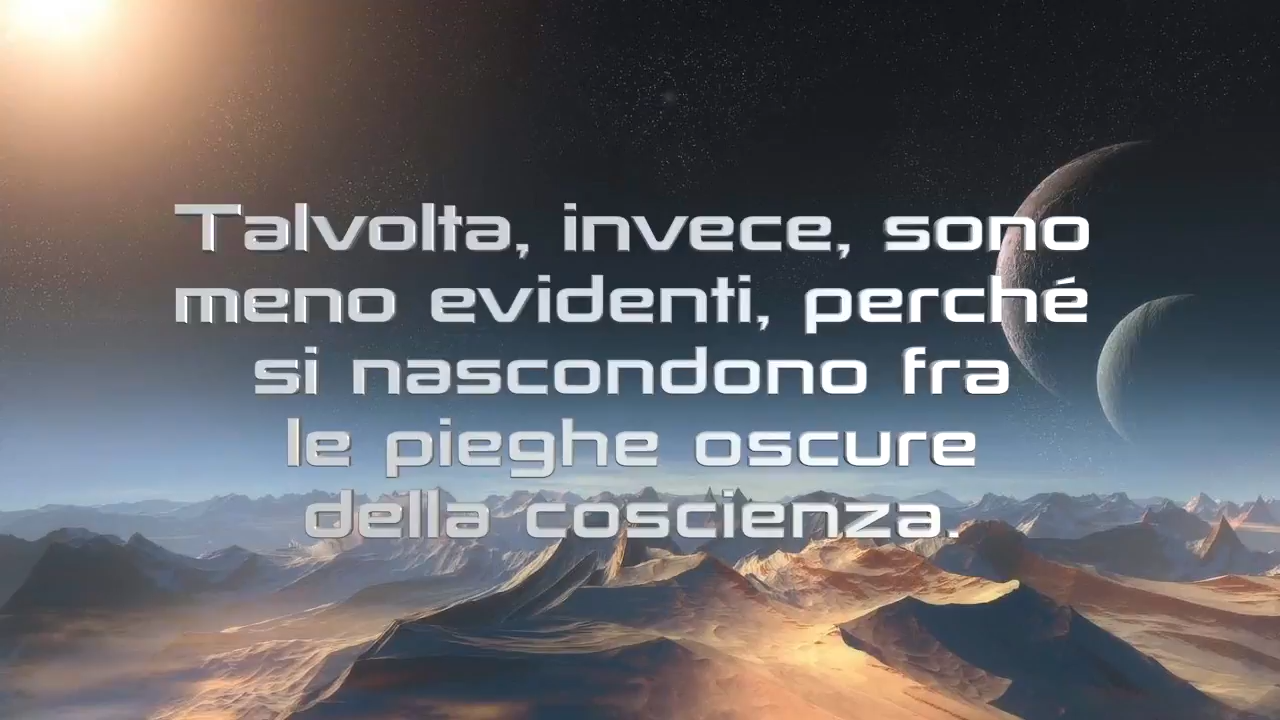 Talvolta, invece, sono
meno evidenti, perché
si nascondono fra
le pieghe oscure
della coscienza.